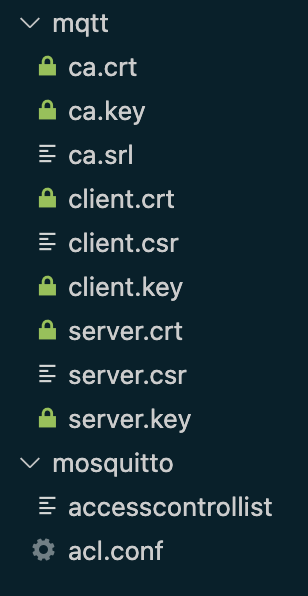 mqtt
ca.crt
ca.key
ca.srl
client.crt
client.csr
client.key
server.crt
server.csr
server.key
mosquitto
accesscontrollist
acl.conf